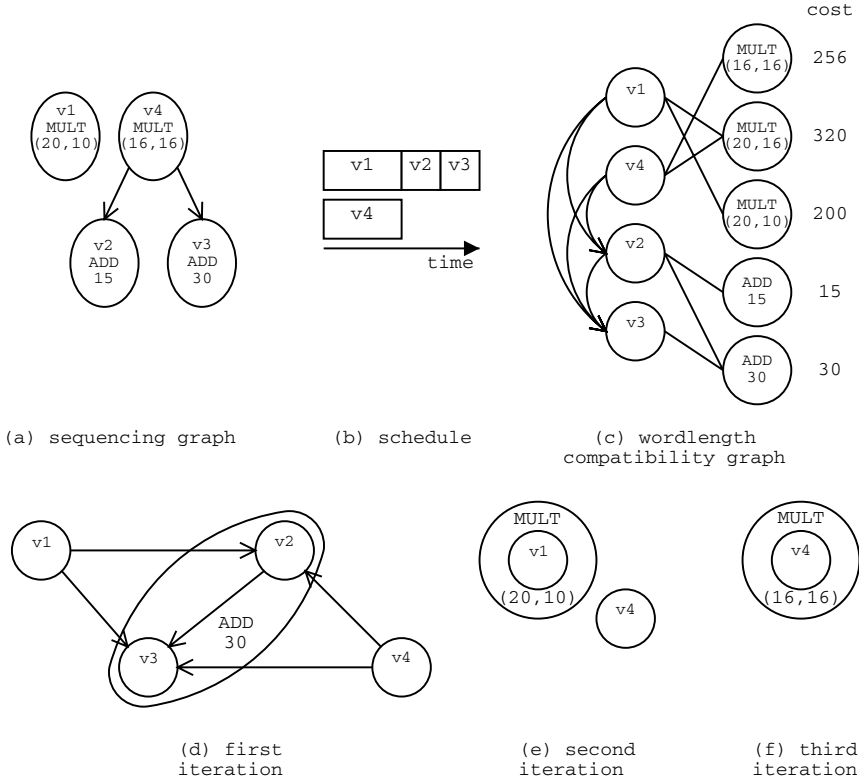 cost
v1
MULT
(20,10)
v4
MULT
(16,16)
v2
ADD
15
v3
ADD
30
(a) sequencing graph
v1 v2 v3
v4
time
(b) schedule
v1
v4
v2
v3
MULT
(16,16)
256
MULT
(20,16)
320
MULT
(20,10)
200
ADD
15
15
ADD
30
30
(c) wordlength
compatibility graph
v1
v2
v3
v4
ADD
30
(d) first
iteration
MULT
v1
(20,10)
v4
(e) second
iteration
MULT
v4
(16,16)
(f) third
iteration